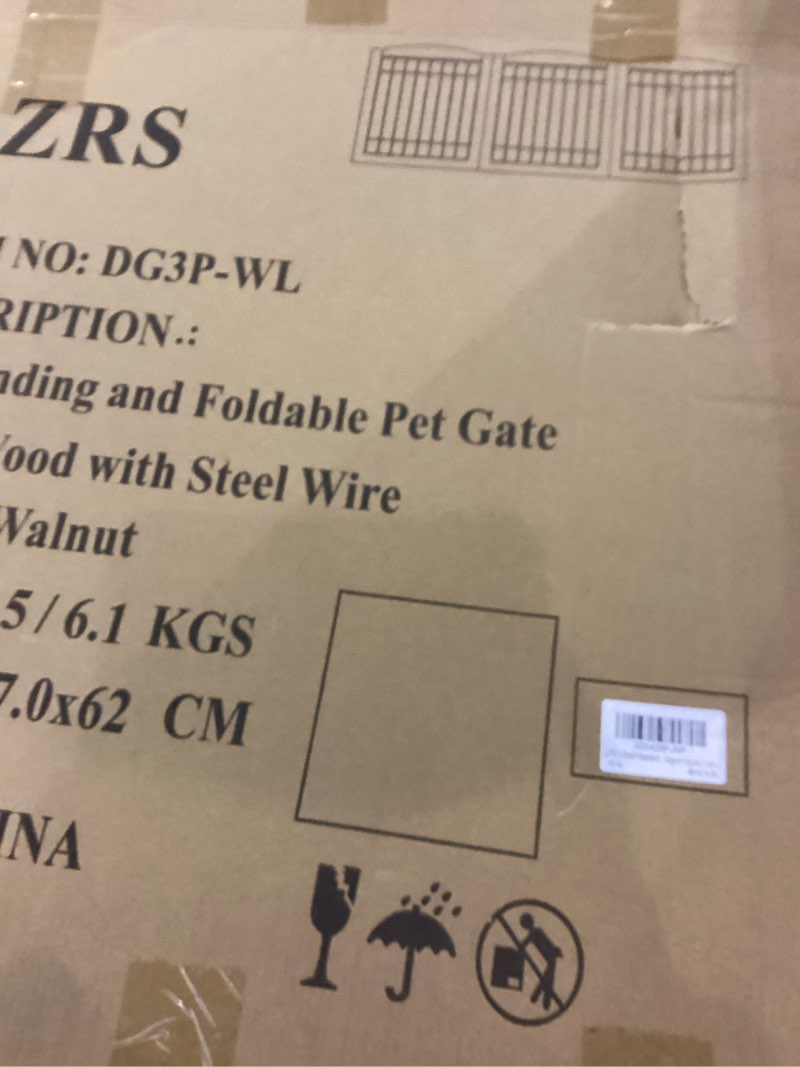 ZRS
NO: DG3P-WL
RIPTION.:
nding and Foldable Pet Gate
ood with Steel Wire
Walnut
5 / 6.1 KGS
7.0x62 CM
INA